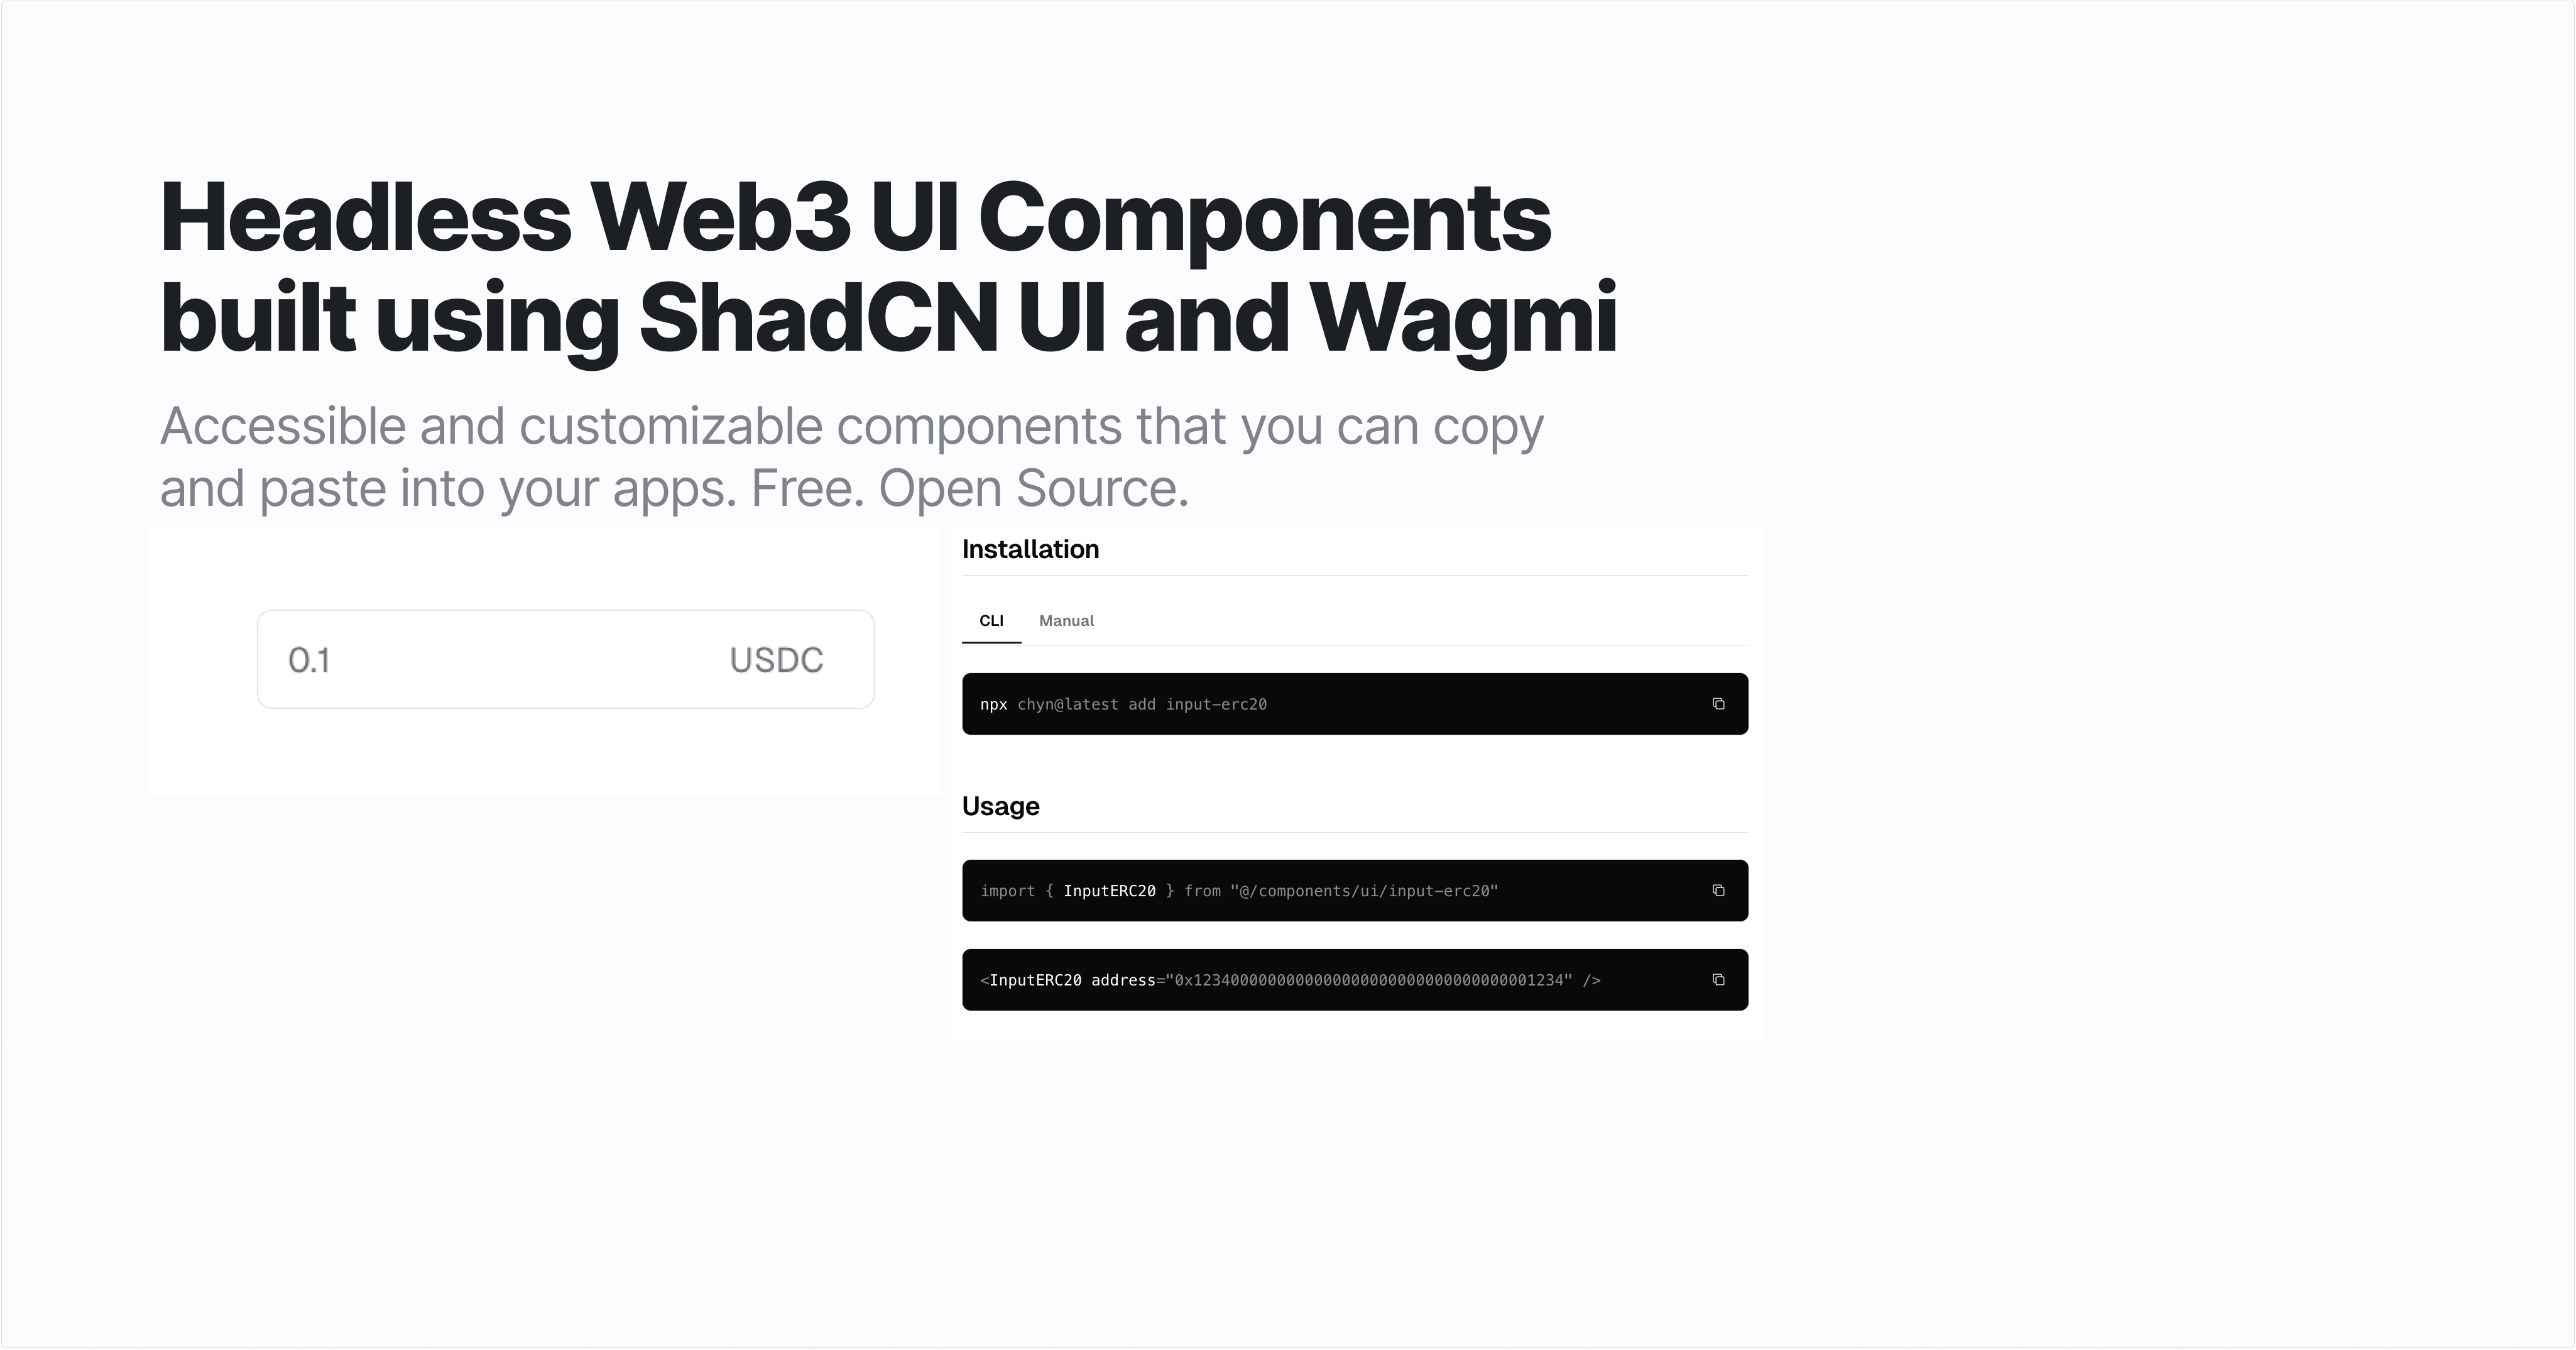 Headless Web3 UI Components
built using ShadCN UI and Wagmi
Accessible and customizable components that you can copy
and paste into your apps. Free. Open Source.
0.1 USDC
Installation
CLI Manual
npx chyn@latest add input-erc20
Usage
import { InputERC20 } from "@/components/ui/input-erc20"
<InputERC20 address="0x1234000000000000000000000000000000001234" />